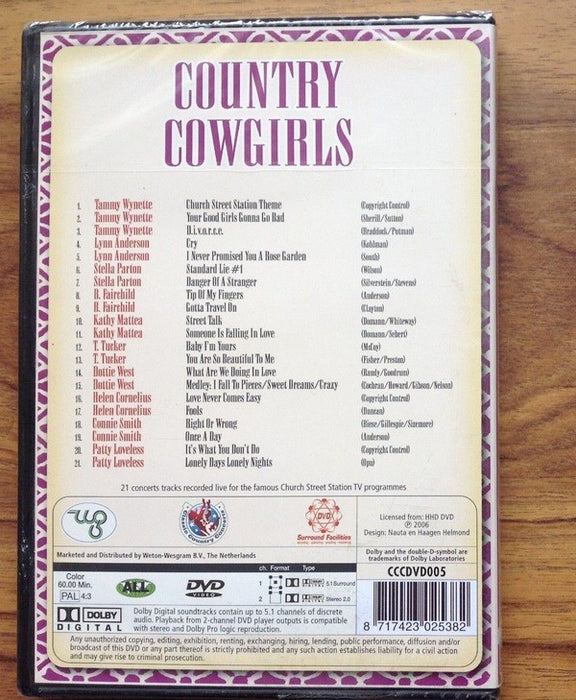 COUNTRY
COWGIRLS
1. Tammy Wynette Church Street Station Theme (Copyright Control)
2. Tammy Wynette Your Good Girls Gonna Go Bad (Sherill/Sutton)
3. Tammy Wynette D.i.v.o.r.c.e. (Braddock/Putman)
4. Lynn Anderson Cry (Kohlman)
5. Lynn Anderson I Never Promised You A Rose Garden (South)
6. Stella Parton Standard Lie #1 (Wilson)
7. Stella Parton Danger Of A Stranger (Silverstein/Stevens)
8. B. Fairchild Tip Of My Fingers (Anderson)
9. B. Fairchild Gotta Travel On (Clayton)
10. Kathy Mattea Street Talk (Domann/Whiteway)
11. Kathy Mattea Someone Is Falling In Love (Domann/Sebert)
12. T. Tucker Baby I'm Yours (McCoy)
13. T. Tucker You Are So Beautiful To Me (Fisher/Preston)
14. Dottie West What Are We Doing In Love (Randy/Goodrum)
15. Dottie West Medley: I Fall To Pieces/Sweet Dreams/Crazy (Cochran/Howard/Gibson/Nelson)
16. Helen Cornelius Love Never Comes Easy (Copyright Control)
17. Helen Cornelius Fools (Duncan)
18. Connie Smith Right Or Wrong (Biese/Gillespie/Sizemore)
19. Connie Smith Once A Day (Anderson)
20. Patty Loveless It's What You Don't Do (Copyright Control)
21. Patty Loveless Lonely Days Lonely Nights (Opu)
21 concerts tracks recorded live for the famous Church Street Station TV programmes
wg
Classic Country Concerts
DVD
Surround Facilities
Licensed from: HHD DVD
℗ 2006
Design: Nauta en Haagen Helmond
Marketed and Distributed by Weton-Wesgram B.V., The Netherlands
Dolby and the double-D-symbol are
trademarks of Dolby Laboratories
ch. Format Type
Color
60.00 Min.
PAL 4:3
ALL
DVD
VIDEO
1 5.1 Surround
2 Stereo 2.0
CCCDVD005
8 717423 025382
DOLBY
DIGITAL
Dolby Digital soundtracks contain up to 5.1 channels of discrete
audio. Playback from 2-channel DVD player outputs is compatible
with stereo and Dolby Pro logic reproduction.
Any unauthorized copying, editing, exhibition, renting, exchanging, hiring, lending, public performance, diffusion and/or
broadcast of this DVD or any part thereof is strictly prohibited and any such action establishes liability for a civil action
and may give rise to criminal prosecution.